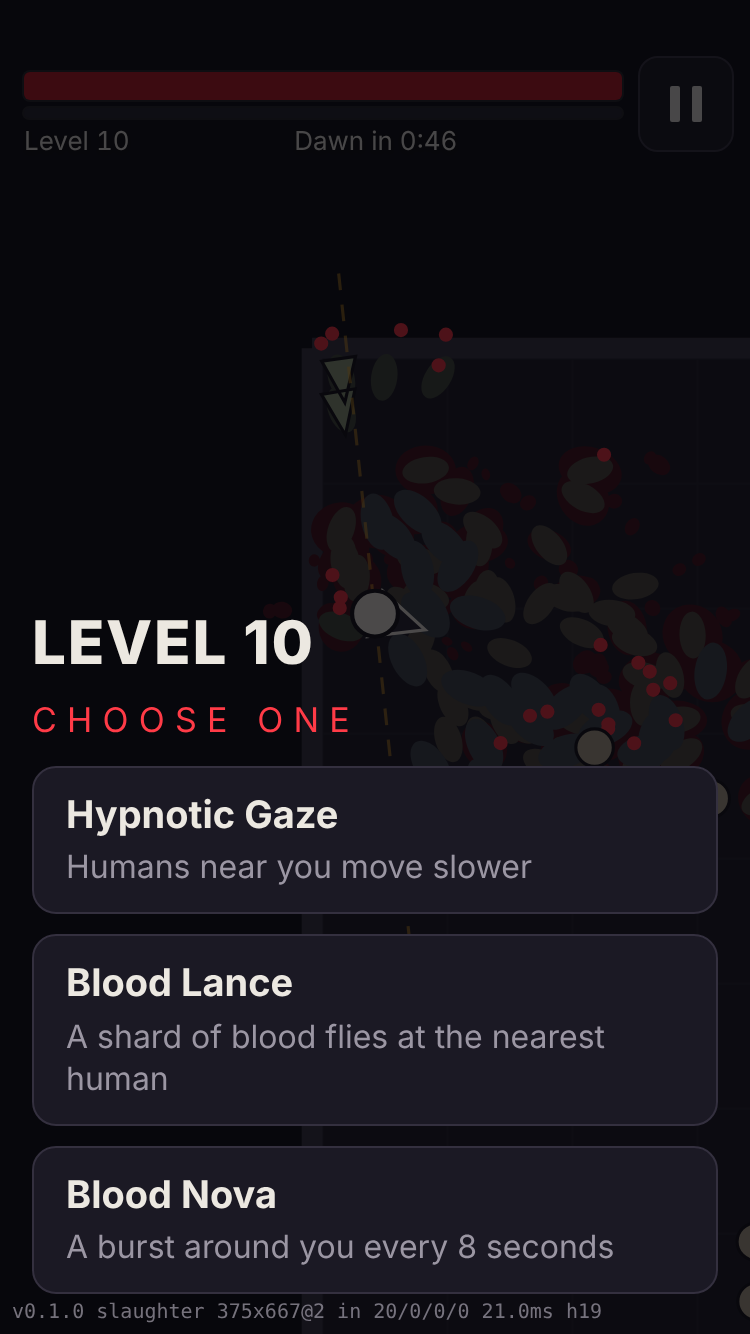 Level 10
Dawn in 0:46
LEVEL 10
CHOOSE ONE
Hypnotic Gaze
Humans near you move slower
Blood Lance
A shard of blood flies at the nearest
human
Blood Nova
A burst around you every 8 seconds
v0.1.0 slaughter 375x667@2 in 20/0/0/0 21.0ms h19